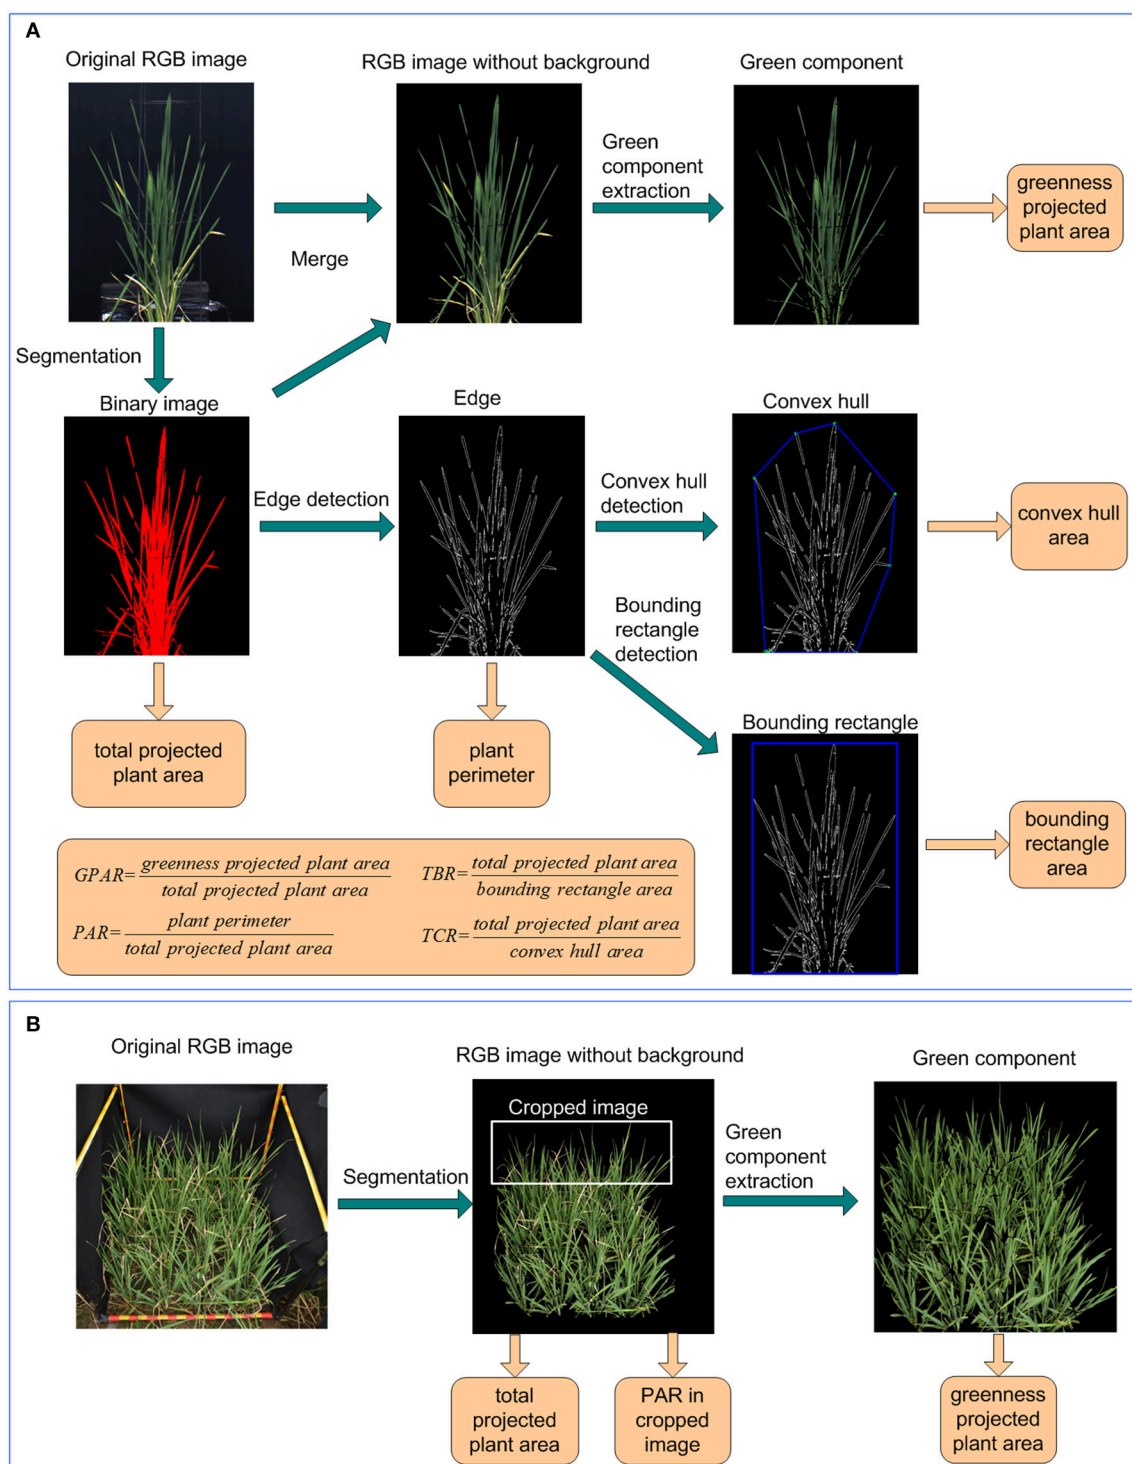 A
Original RGB image
RGB image without background
Green component
Green
component
extraction
greenness
projected
plant area
Merge
Segmentation
Binary image
Edge
Convex hull
Edge detection
Convex hull
detection
convex hull
area
Bounding
rectangle
detection
total projected
plant area
plant
perimeter
Bounding rectangle
bounding
rectangle
area
GPAR= greenness projected plant area / total projected plant area
TBR= total projected plant area / bounding rectangle area
PAR= plant perimeter / total projected plant area
TCR= total projected plant area / convex hull area
B
Original RGB image
RGB image without background
Green component
Cropped image
Segmentation
Green
component
extraction
total
projected
plant area
PAR in
cropped
image
greenness
projected
plant area